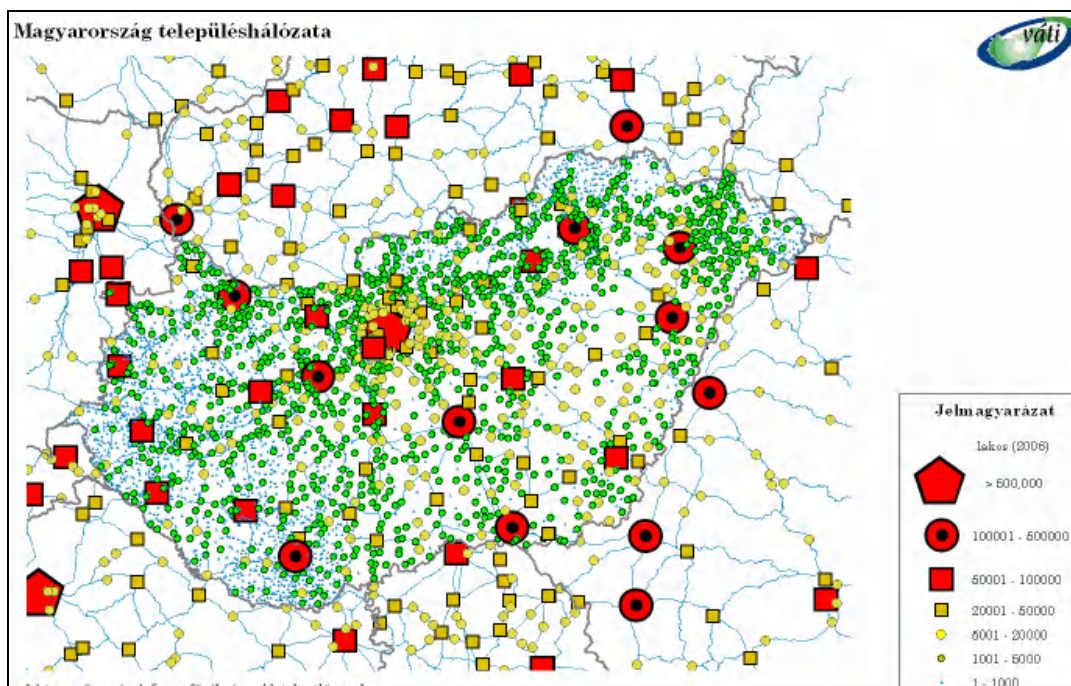 Magyarország településhálózata
váti
Jelmagyarázat
lakos (2006)
> 500,000
100001 - 500000
50001 - 100000
20001 - 50000
5001 - 20000
1001 - 5000
1 - 1000